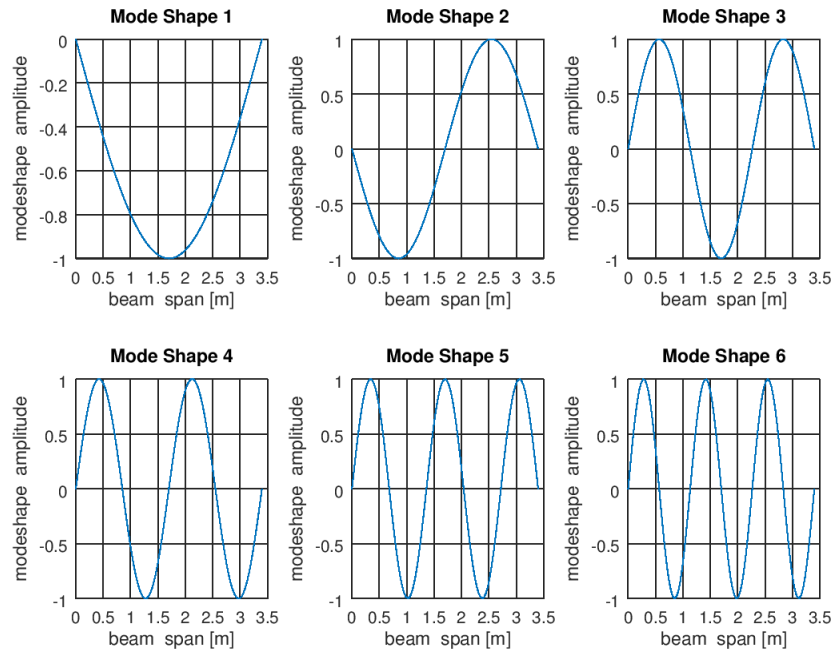 Mode Shape 1
0
-0.2
-0.4
-0.6
-0.8
-1
modeshape amplitude
0 0.5 1 1.5 2 2.5 3 3.5
beam span [m]
Mode Shape 2
1
0.5
0
-0.5
-1
modeshape amplitude
0 0.5 1 1.5 2 2.5 3 3.5
beam span [m]
Mode Shape 3
1
0.5
0
-0.5
-1
modeshape amplitude
0 0.5 1 1.5 2 2.5 3 3.5
beam span [m]
Mode Shape 4
1
0.5
0
-0.5
-1
modeshape amplitude
0 0.5 1 1.5 2 2.5 3 3.5
beam span [m]
Mode Shape 5
1
0.5
0
-0.5
-1
modeshape amplitude
0 0.5 1 1.5 2 2.5 3 3.5
beam span [m]
Mode Shape 6
1
0.5
0
-0.5
-1
modeshape amplitude
0 0.5 1 1.5 2 2.5 3 3.5
beam span [m]